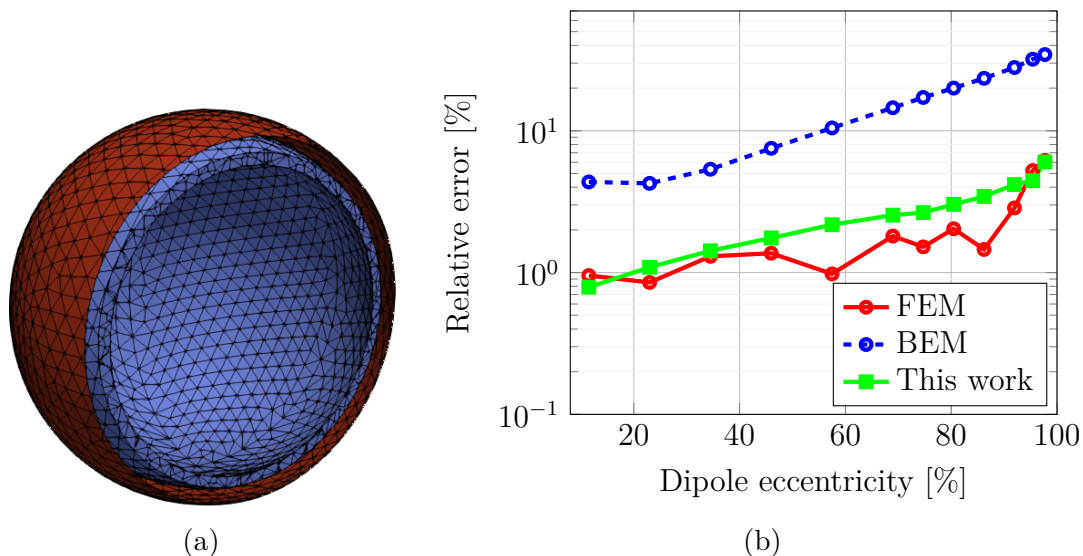 Relative error [%]
10^1
10^0
10^−1
20 40 60 80 100
Dipole eccentricity [%]
FEM
BEM
This work
(a)
(b)